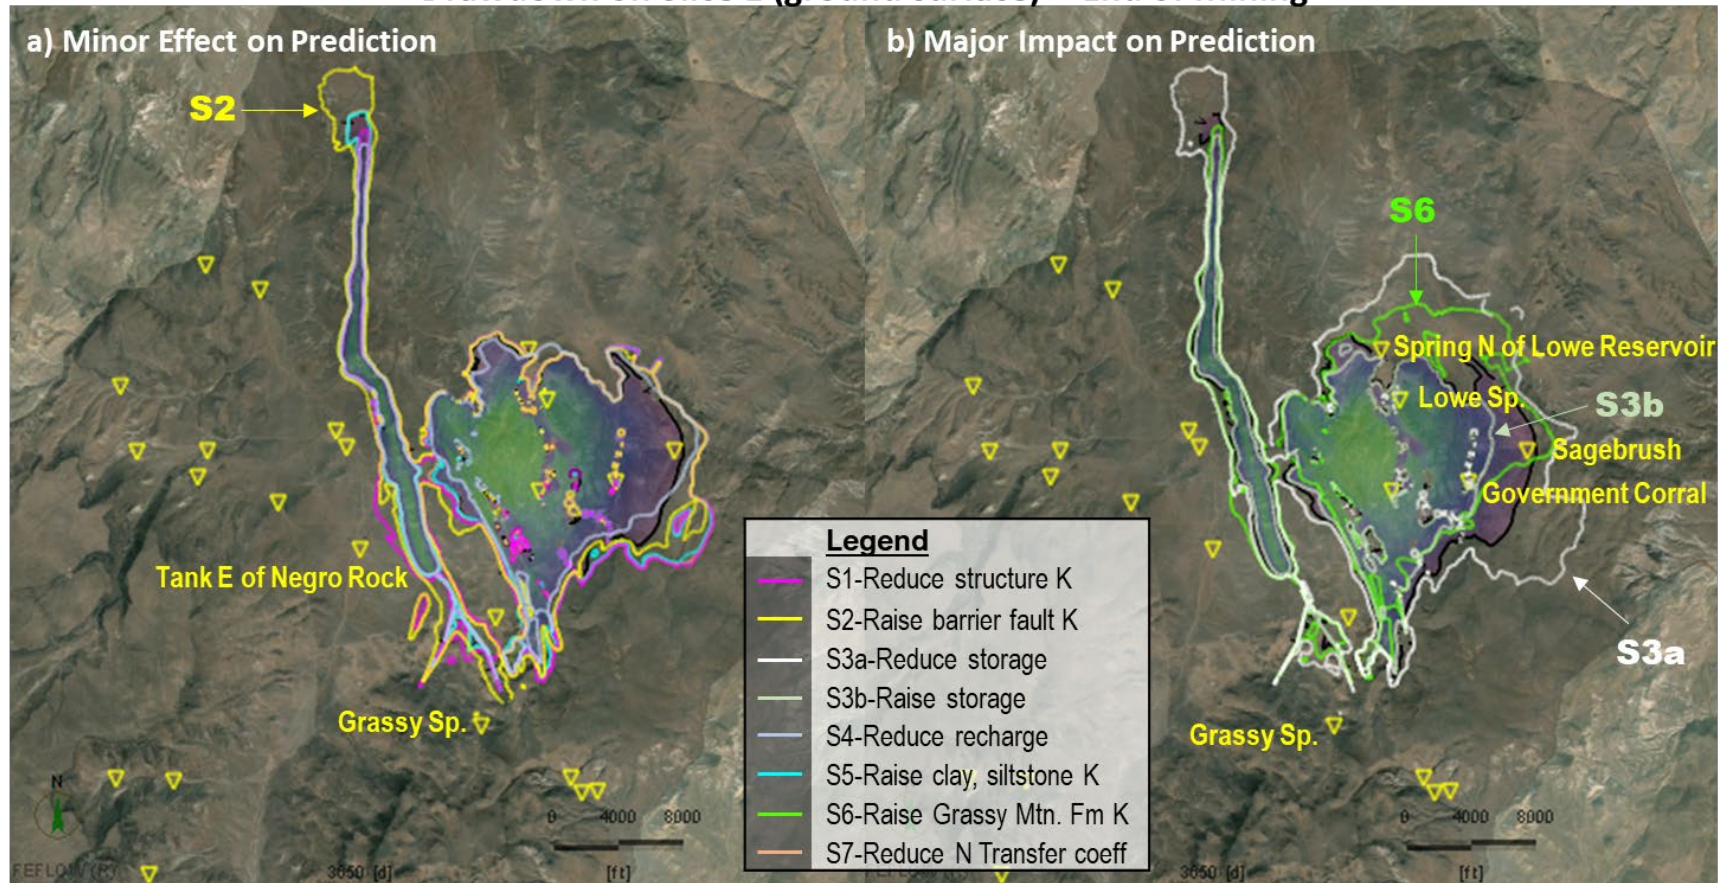 a) Minor Effect on Prediction
b) Major Impact on Prediction
S2
S6
Spring N of Lowe Reservoir
Lowe Sp.
S3b
Sagebrush
Government Corral
Tank E of Negro Rock
Grassy Sp.
Grassy Sp.
S3a
Legend
S1-Reduce structure K
S2-Raise barrier fault K
S3a-Reduce storage
S3b-Raise storage
S4-Reduce recharge
S5-Raise clay, siltstone K
S6-Raise Grassy Mtn. Fm K
S7-Reduce N Transfer coeff
N
0 4000 8000
0 4000 8000
FEFLOW (R)
3650 [d]
[ft]
3650 [d]
[ft]